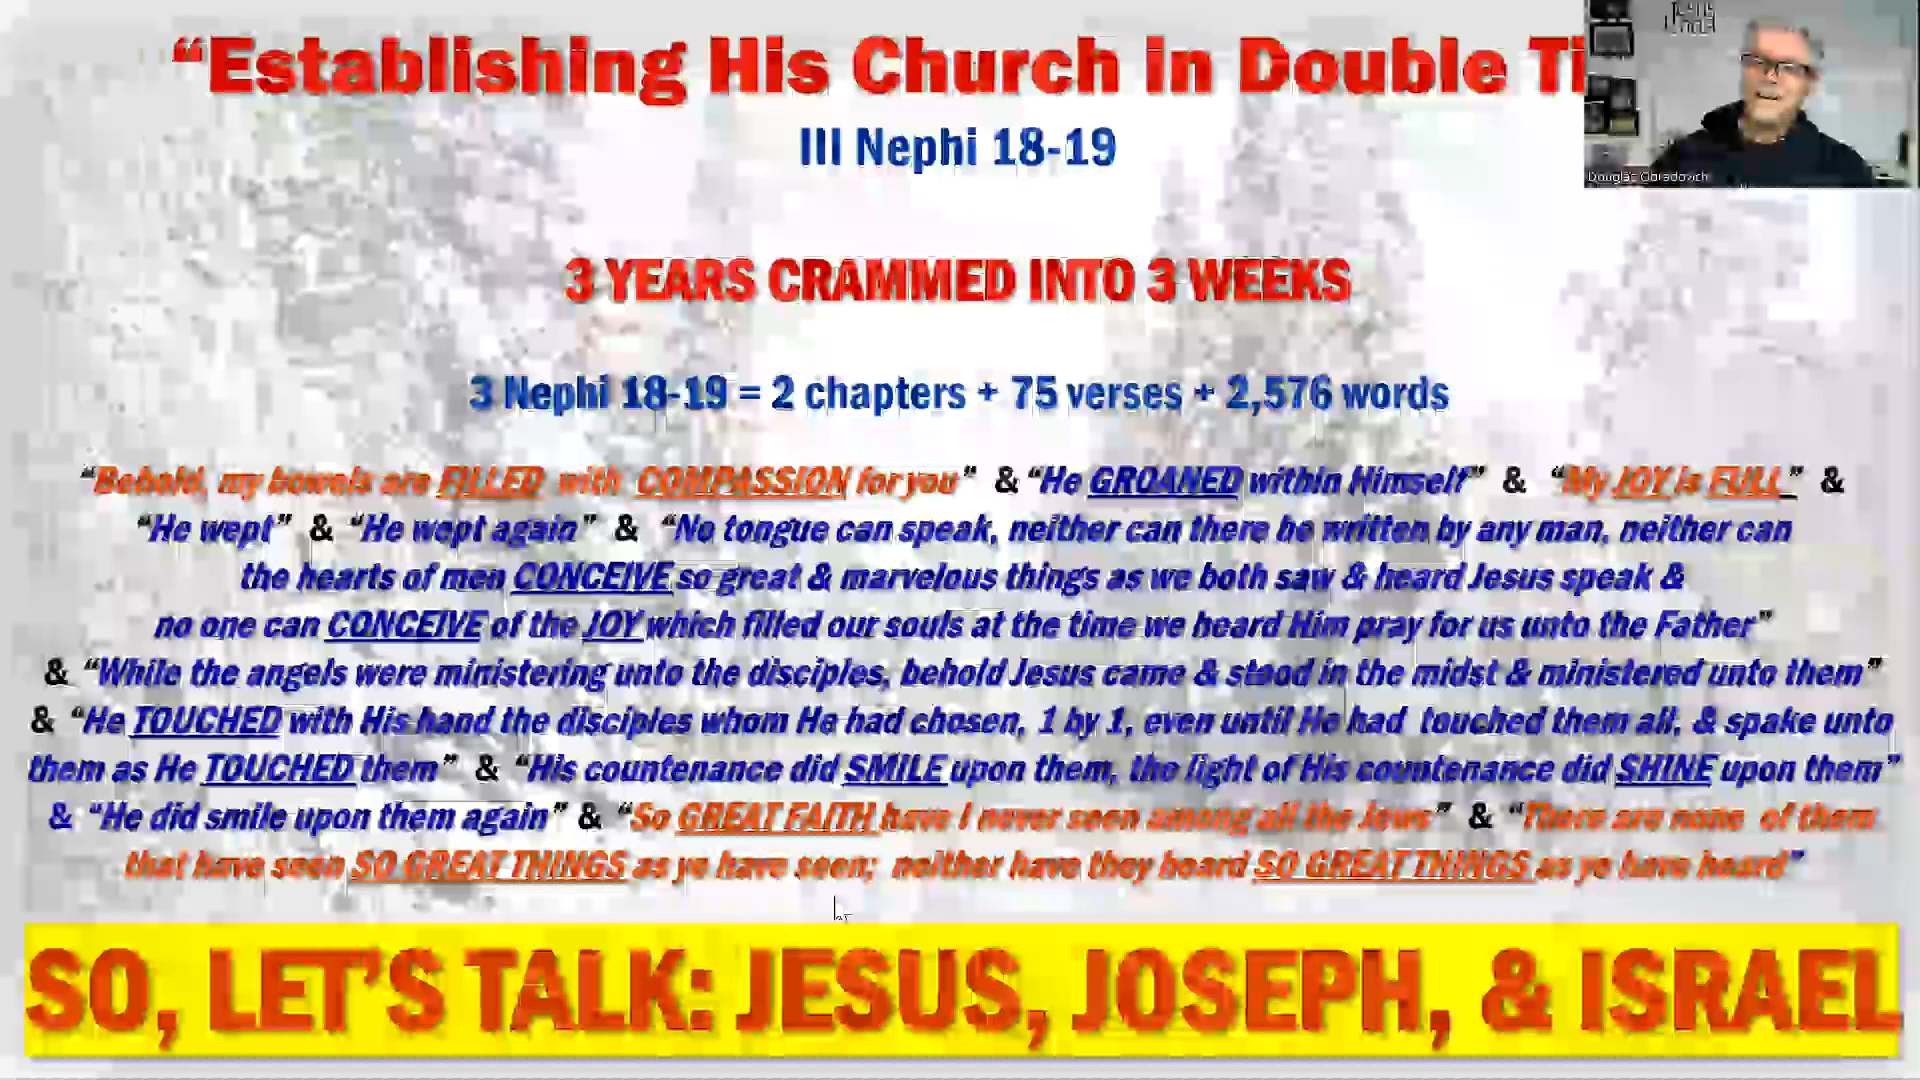 “Establishing His Church in Double Ti
III Nephi 18-19
Douglas Obradovich
3 YEARS CRAMMED INTO 3 WEEKS
3 Nephi 18-19 = 2 chapters + 75 verses + 2,576 words
“Behold, my bowels are FILLED with COMPASSION for you” & “He GROANED within Himself” & “My JOY is FULL” &
“He wept” & “He wept again” & “No tongue can speak, neither can there be written by any man, neither can
the hearts of men CONCEIVE so great & marvelous things as we both saw & heard Jesus speak &
no one can CONCEIVE of the JOY which filled our souls at the time we heard Him pray for us unto the Father”
& “While the angels were ministering unto the disciples, behold Jesus came & stood in the midst & ministered unto them”
& “He TOUCHED with His hand the disciples whom He had chosen, 1 by 1, even until He had touched them all, & spake unto
them as He TOUCHED them” & “His countenance did SMILE upon them, the light of His countenance did SHINE upon them”
& “He did smile upon them again” & “So GREAT FAITH have I never seen among all the Jews” & “There are none of them
that have seen SO GREAT THINGS as ye have seen; neither have they heard SO GREAT THINGS as ye have heard”
SO, LET’S TALK: JESUS, JOSEPH, & ISRAEL